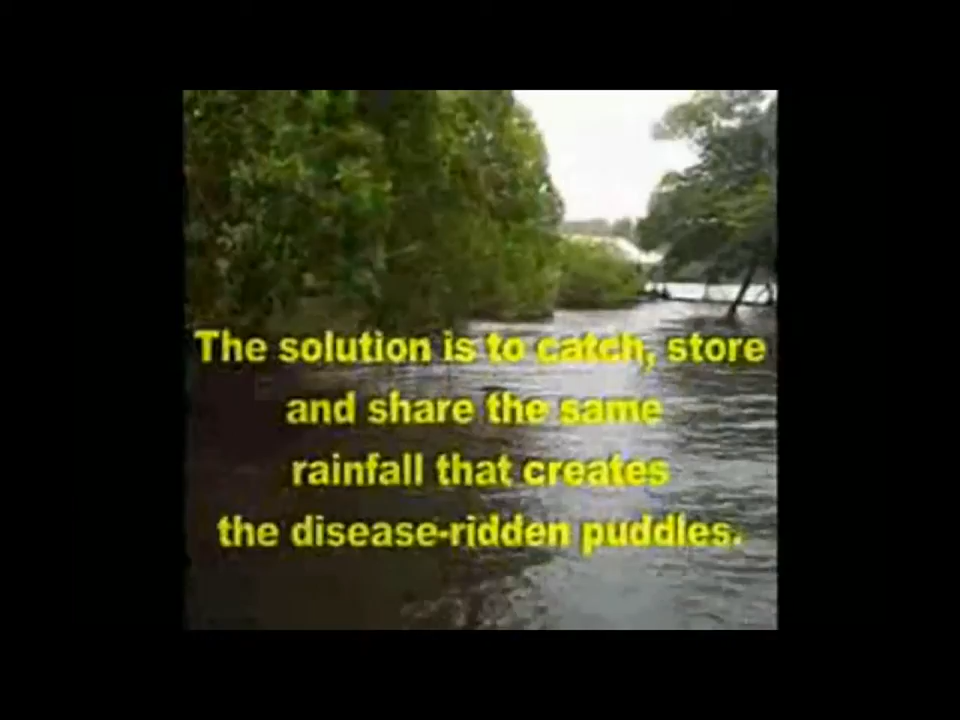 The solution is to catch, store
and share the same
rainfall that creates
the disease-ridden puddles.